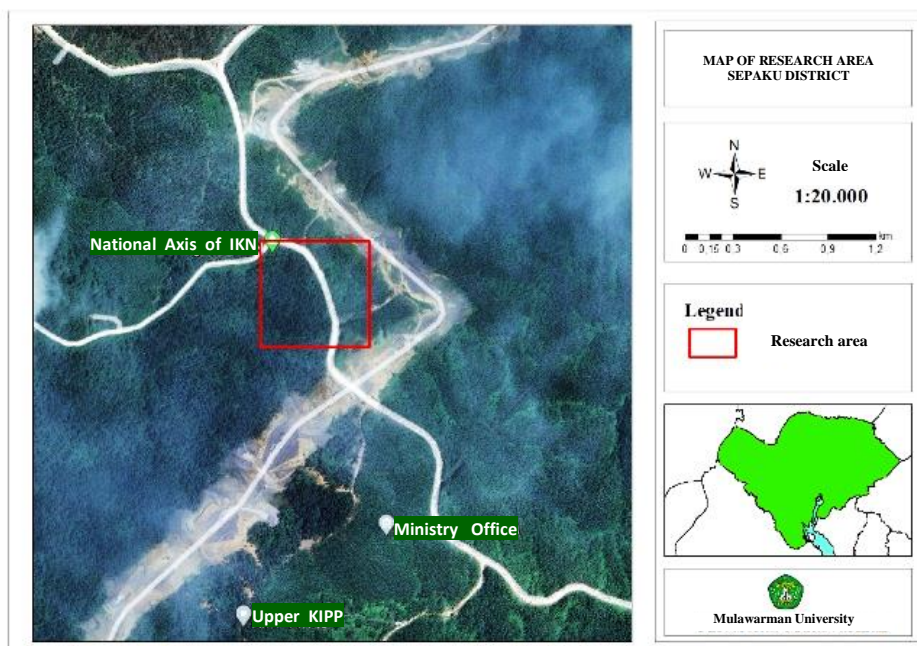 National Axis of IKN
Ministry Office
Upper KIPP
MAP OF RESEARCH AREA
SEPAKU DISTRICT
N
W E
S
Scale
1:20.000
km
0 0,15 0,3 0,6 0,9 1,2
Legend
Research area
Mulawarman University